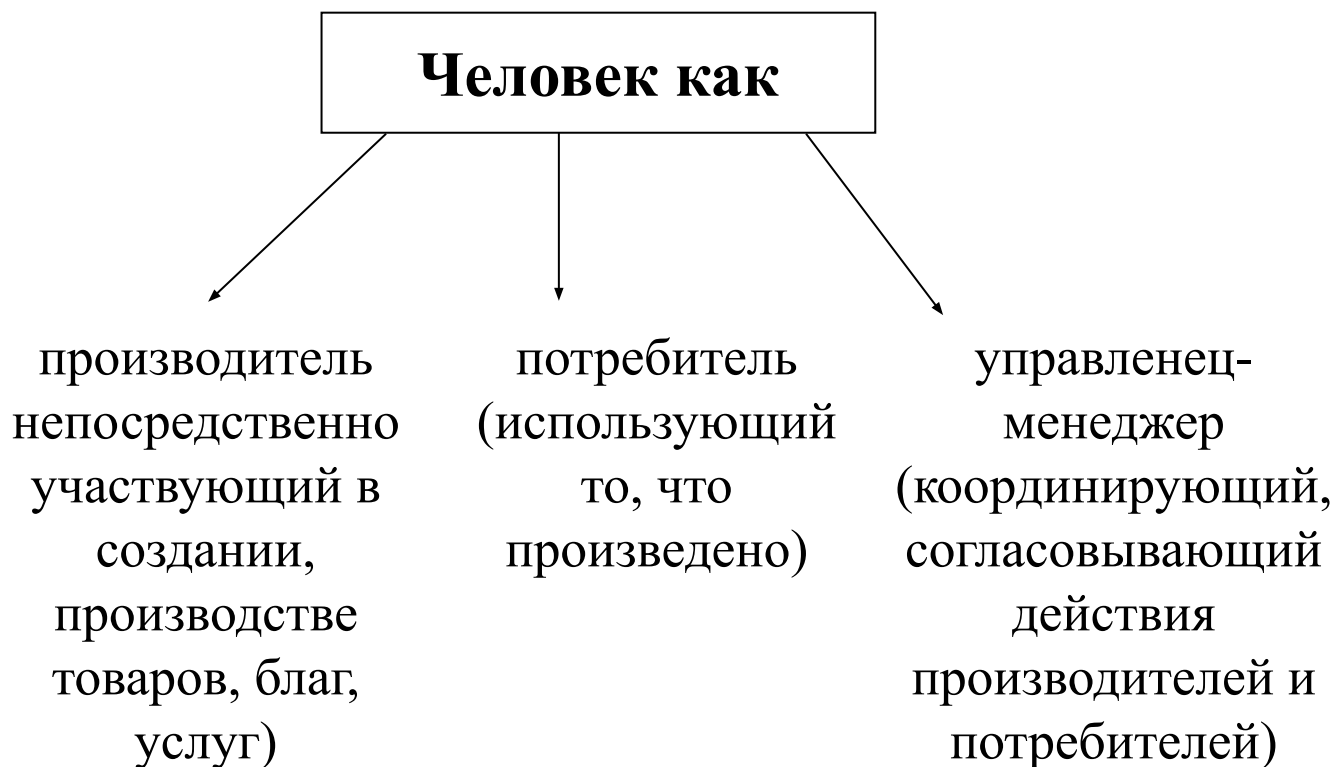 Человек как
производитель
непосредственно
участвующий в
создании,
производстве
товаров, благ,
услуг)
потребитель
(использующий
то, что
произведено)
управленец-
менеджер
(координирующий,
согласовывающий
действия
производителей и
потребителей)